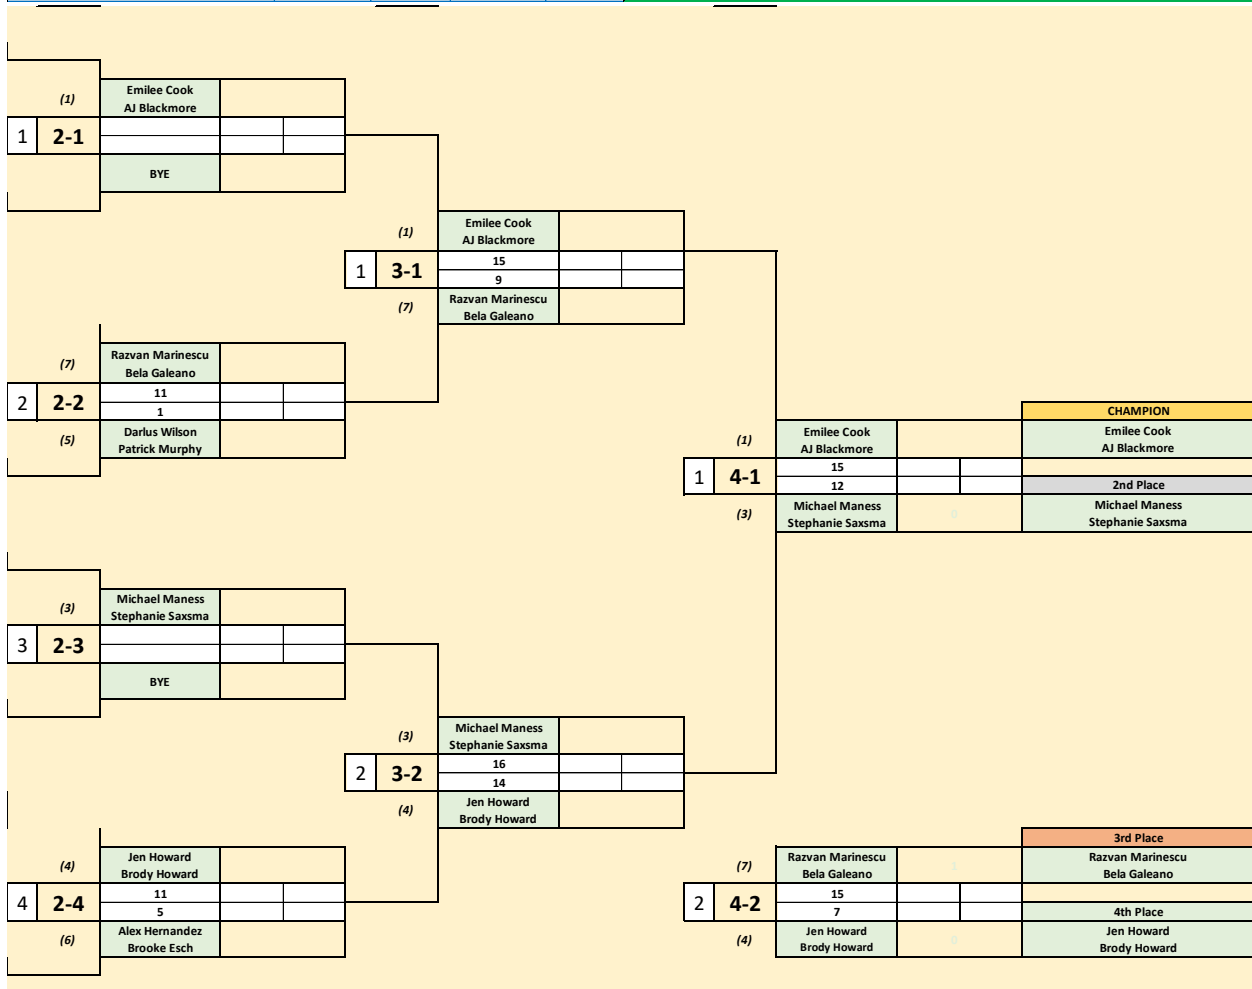 (1)
Emilee Cook
AJ Blackmore
1
2-1
BYE
(7)
Razvan Marinescu
Bela Galeano
2
2-2
11
1
(5)
Darlus Wilson
Patrick Murphy
(3)
Michael Maness
Stephanie Saxsma
3
2-3
BYE
(4)
Jen Howard
Brody Howard
4
2-4
11
5
(6)
Alex Hernandez
Brooke Esch
(1)
Emilee Cook
AJ Blackmore
1
3-1
15
9
(7)
Razvan Marinescu
Bela Galeano
(3)
Michael Maness
Stephanie Saxsma
2
3-2
16
14
(4)
Jen Howard
Brody Howard
(1)
Emilee Cook
AJ Blackmore
1
4-1
15
12
(3)
Michael Maness
Stephanie Saxsma
0
CHAMPION
Emilee Cook
AJ Blackmore
2nd Place
Michael Maness
Stephanie Saxsma
(7)
Razvan Marinescu
Bela Galeano
1
2
4-2
15
7
(4)
Jen Howard
Brody Howard
0
3rd Place
Razvan Marinescu
Bela Galeano
4th Place
Jen Howard
Brody Howard